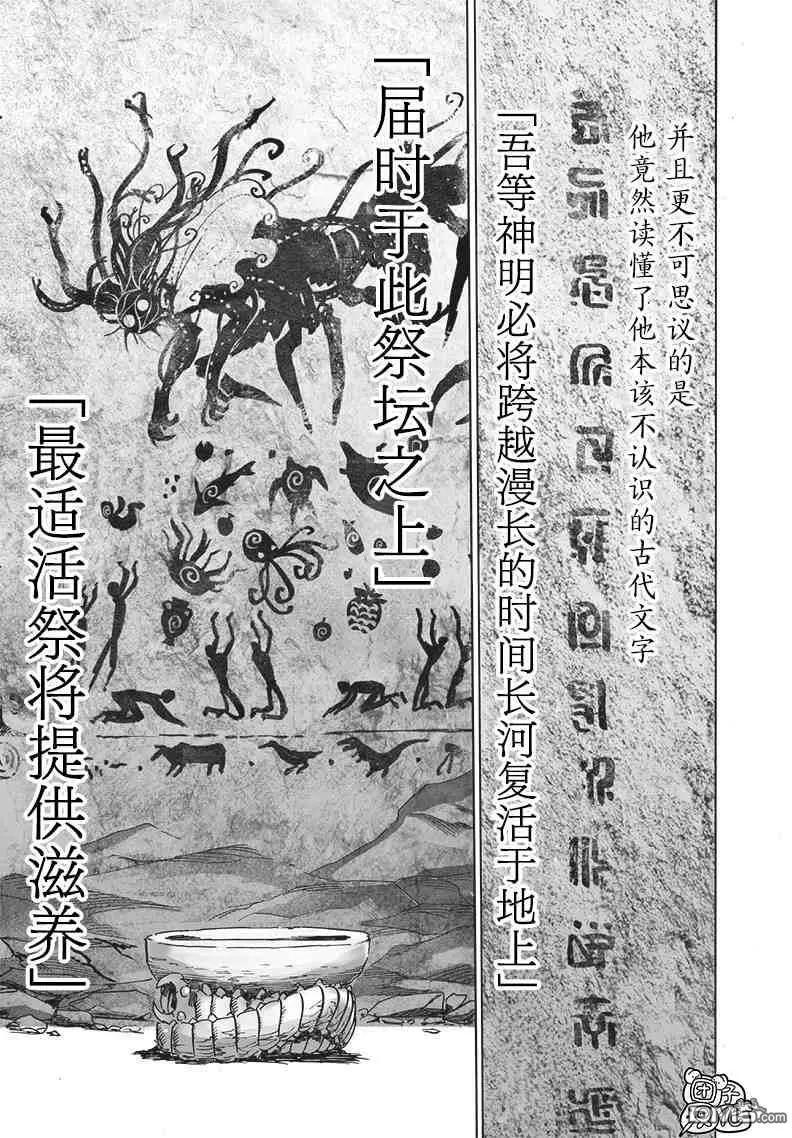 并且更不可思议的是
他竟然读懂了他本该不认识的古代文字
「吾等神明必将跨越漫长的时间长河复活于地上」
「届时于此祭坛之上」
「最适活祭将提供滋养」